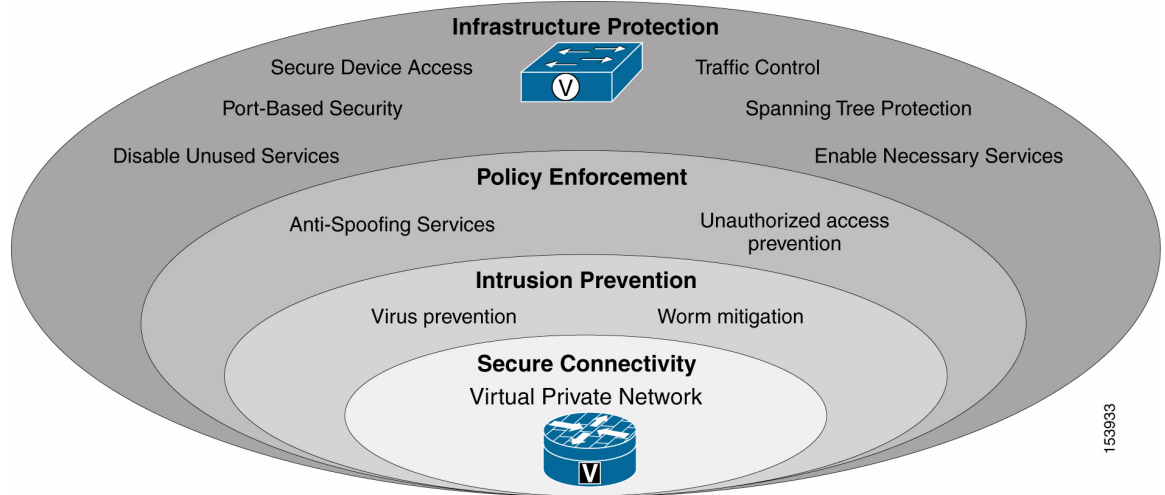 Infrastructure Protection
Secure Device Access
Traffic Control
V
Port-Based Security
Spanning Tree Protection
Disable Unused Services
Enable Necessary Services
Policy Enforcement
Anti-Spoofing Services
Unauthorized access
prevention
Intrusion Prevention
Virus prevention
Worm mitigation
Secure Connectivity
Virtual Private Network
V
153933